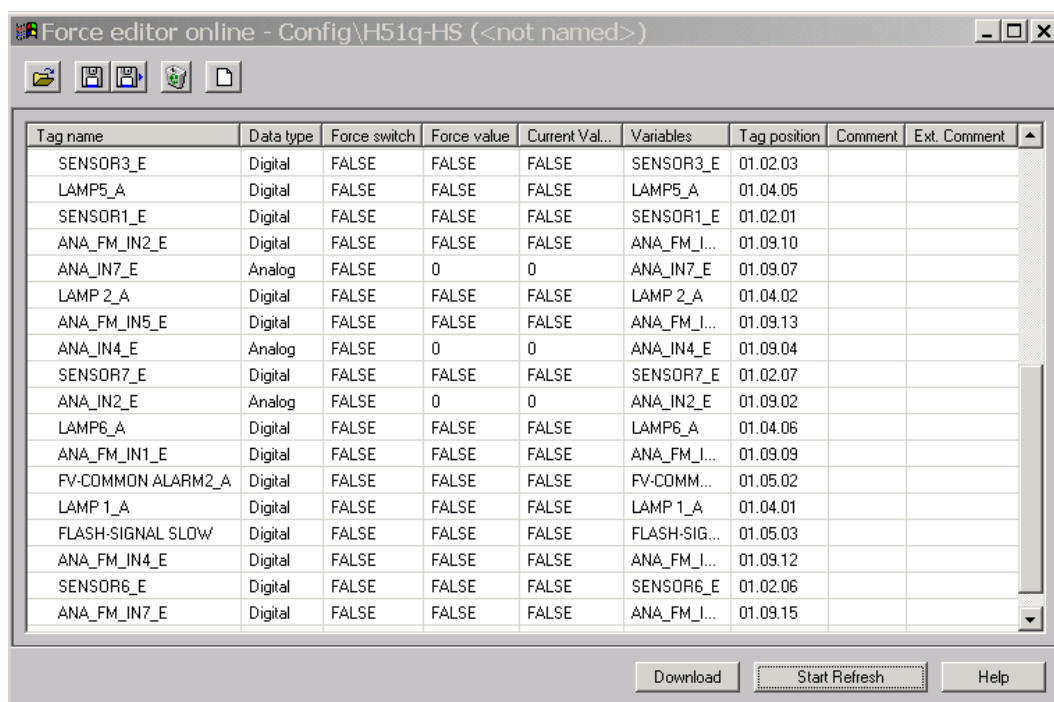 Force editor online - Config\H51q-HS (<not named>)
Tag name Data type Force switch Force value Current Val... Variables Tag position Comment Ext. Comment
SENSOR3_E Digital FALSE FALSE FALSE SENSOR3_E 01.02.03
LAMP5_A Digital FALSE FALSE FALSE LAMP5_A 01.04.05
SENSOR1_E Digital FALSE FALSE FALSE SENSOR1_E 01.02.01
ANA_FM_IN2_E Digital FALSE FALSE FALSE ANA_FM_I... 01.09.10
ANA_IN7_E Analog FALSE 0 0 ANA_IN7_E 01.09.07
LAMP 2_A Digital FALSE FALSE FALSE LAMP 2_A 01.04.02
ANA_FM_IN5_E Digital FALSE FALSE FALSE ANA_FM_I... 01.09.13
ANA_IN4_E Analog FALSE 0 0 ANA_IN4_E 01.09.04
SENSOR7_E Digital FALSE FALSE FALSE SENSOR7_E 01.02.07
ANA_IN2_E Analog FALSE 0 0 ANA_IN2_E 01.09.02
LAMP6_A Digital FALSE FALSE FALSE LAMP6_A 01.04.06
ANA_FM_IN1_E Digital FALSE FALSE FALSE ANA_FM_I... 01.09.09
FV-COMMON ALARM2_A Digital FALSE FALSE FALSE FV-COMM... 01.05.02
LAMP 1_A Digital FALSE FALSE FALSE LAMP 1_A 01.04.01
FLASH-SIGNAL SLOW Digital FALSE FALSE FALSE FLASH-SIG... 01.05.03
ANA_FM_IN4_E Digital FALSE FALSE FALSE ANA_FM_I... 01.09.12
SENSOR6_E Digital FALSE FALSE FALSE SENSOR6_E 01.02.06
ANA_FM_IN7_E Digital FALSE FALSE FALSE ANA_FM_I... 01.09.15
Download Start Refresh Help